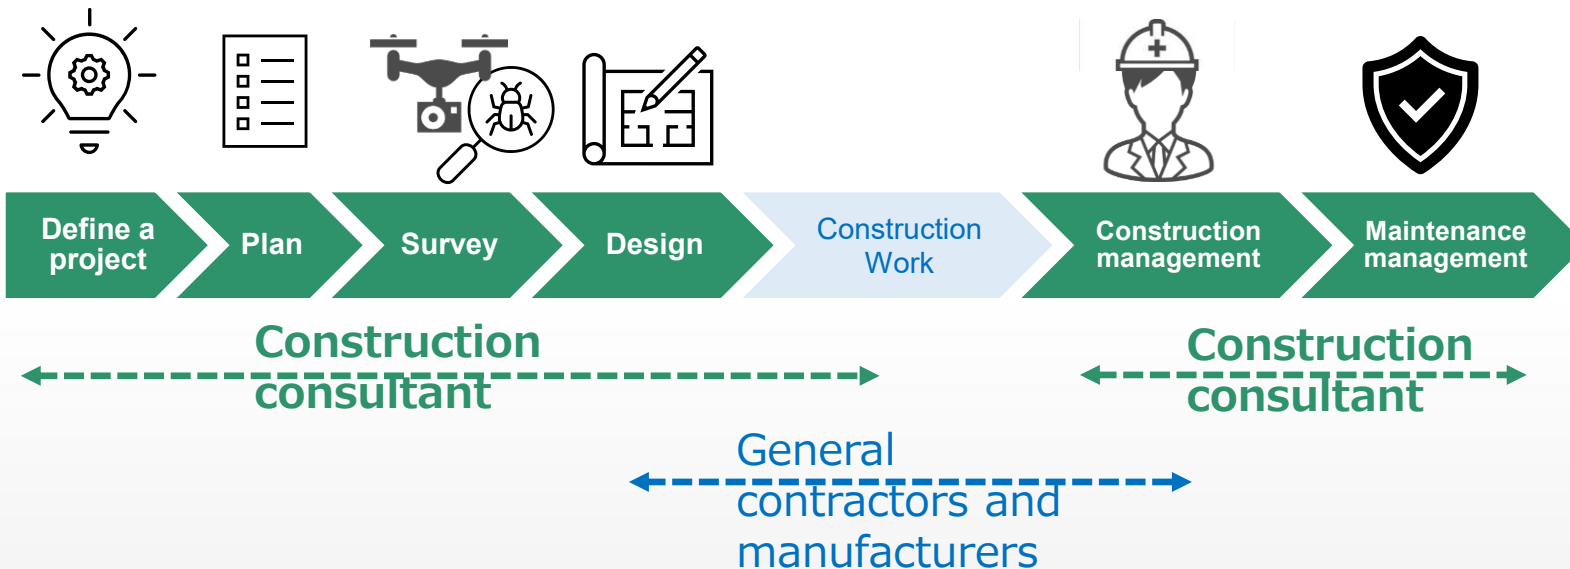 Define a
project
Plan
Survey
Design
Construction
Work
Construction
management
Maintenance
management
Construction
consultant
Construction
consultant
General
contractors and
manufacturers